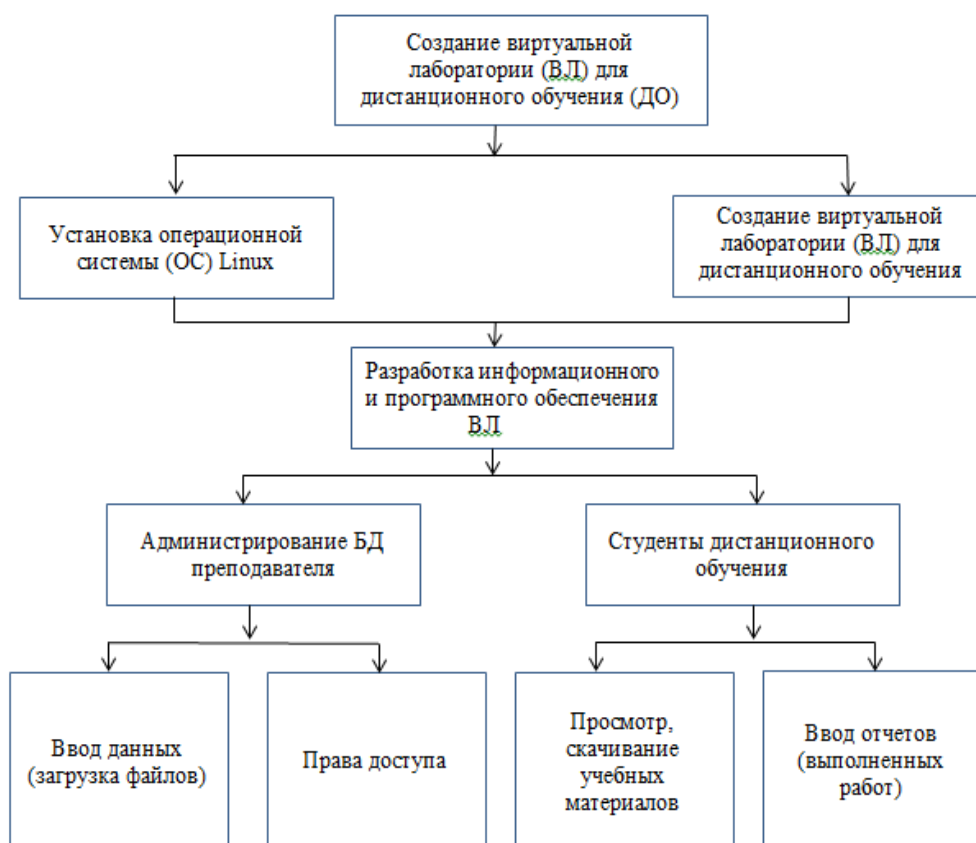 Создание виртуальной
лаборатории (ВЛ) для
дистанционного обучения (ДО)
Установка операционной
системы (ОС) Linux
Создание виртуальной
лаборатории (ВЛ) для
дистанционного обучения
Разработка информационного
и программного обеспечения
ВЛ
Администрирование БД
преподавателя
Студенты дистанционного
обучения
Ввод данных
(загрузка файлов)
Права доступа
Просмотр,
скачивание
учебных
материалов
Ввод отчетов
(выполненных
работ)